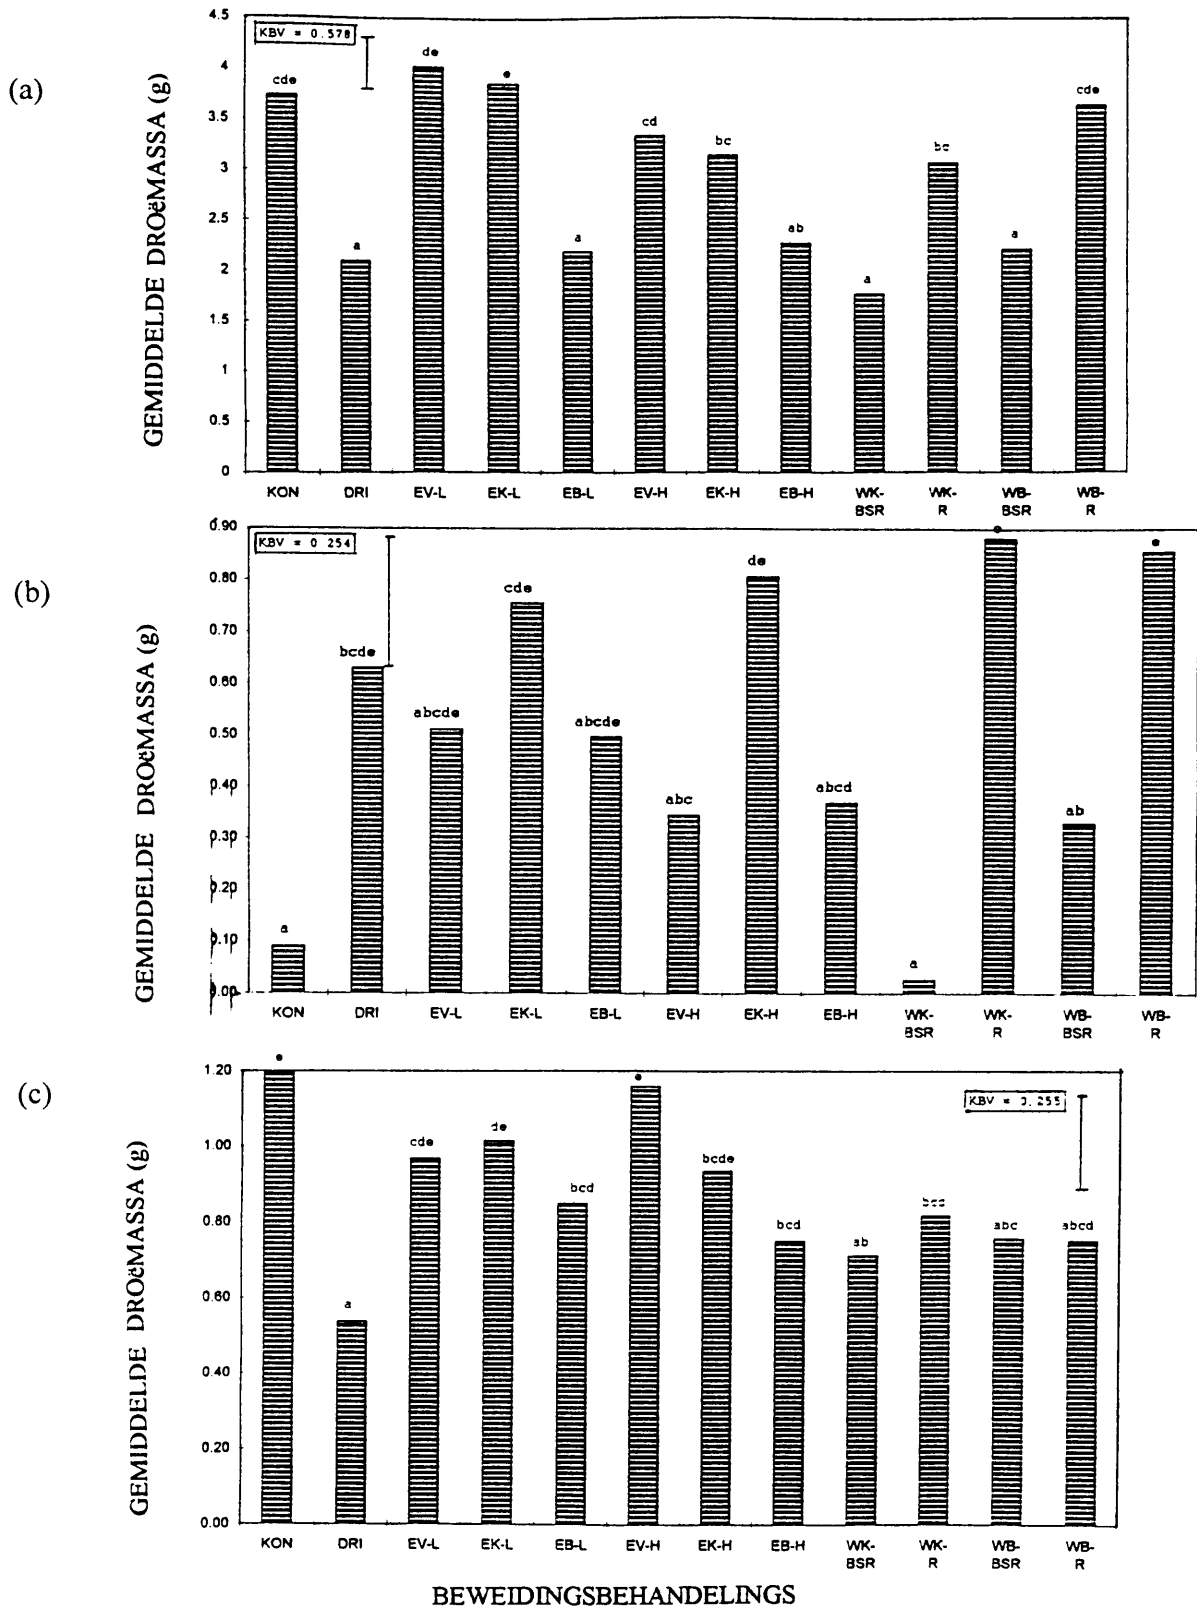 (a)
GEMIDDELDE DROëMASSA (g)
KBV = 0.578
4.5
4
3.5
3
2.5
2
1.5
1
0.5
0
cde
a
de
e
a
cd
bc
ab
a
bc
a
cde
KON DRI EV-L EK-L EB-L EV-H EK-H EB-H WK-BSR WK-R WB-BSR WB-R
(b)
GEMIDDELDE DROëMASSA (g)
KBV = 0.254
0.90
0.80
0.70
0.60
0.50
0.40
0.30
0.20
0.10
0.00
a
bcde
abcde
cde
abcde
abc
de
abcd
a
e
ab
e
KON DRI EV-L EK-L EB-L EV-H EK-H EB-H WK-BSR WK-R WB-BSR WB-R
(c)
GEMIDDELDE DROëMASSA (g)
KBV = 0.255
1.20
1.00
0.80
0.60
0.40
0.20
0.00
e
a
cde
de
bcd
e
bcde
bcd
ab
abc
abcd
KON DRI EV-L EK-L EB-L EV-H EK-H EB-H WK-BSR WK-R WB-BSR WB-R
BEWEIDINGSBEHANDELINGS